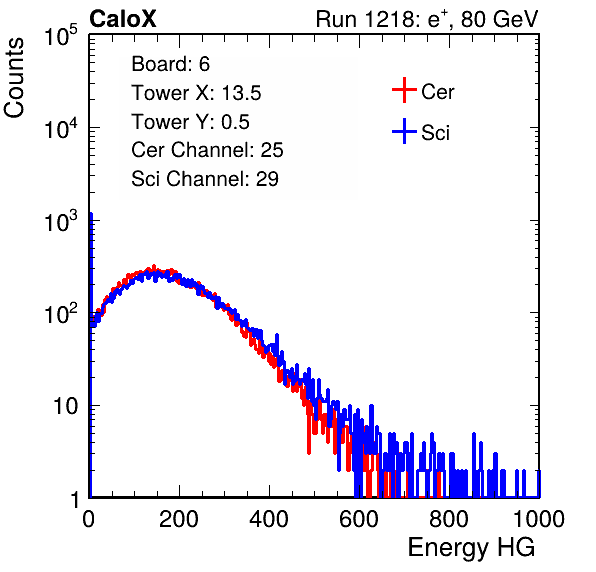 CaloX Run 1218: e⁺, 80 GeV
Counts
10⁵
10⁴
10³
10²
10
1
Board: 6
Tower X: 13.5
Tower Y: 0.5
Cer Channel: 25
Sci Channel: 29
Cer
Sci
0 200 400 600 800 1000
Energy HG